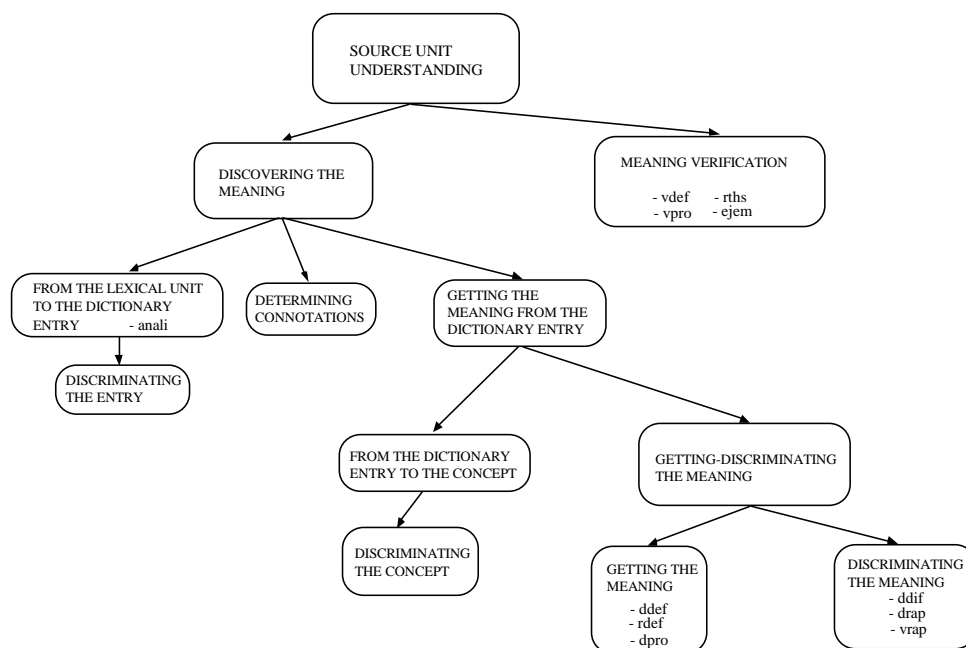 SOURCE UNIT
UNDERSTANDING
DISCOVERING THE
MEANING
MEANING VERIFICATION
- vdef - rths
- vpro - ejem
FROM THE LEXICAL UNIT
TO THE DICTIONARY
ENTRY - anali
DETERMINING
CONNOTATIONS
GETTING THE
MEANING FROM THE
DICTIONARY ENTRY
DISCRIMINATING
THE ENTRY
FROM THE DICTIONARY
ENTRY TO THE CONCEPT
GETTING-DISCRIMINATING
THE MEANING
DISCRIMINATING
THE CONCEPT
GETTING THE
MEANING
- ddef
- rdef
- dpro
DISCRIMINATING
THE MEANING
- ddif
- drap
- vrap